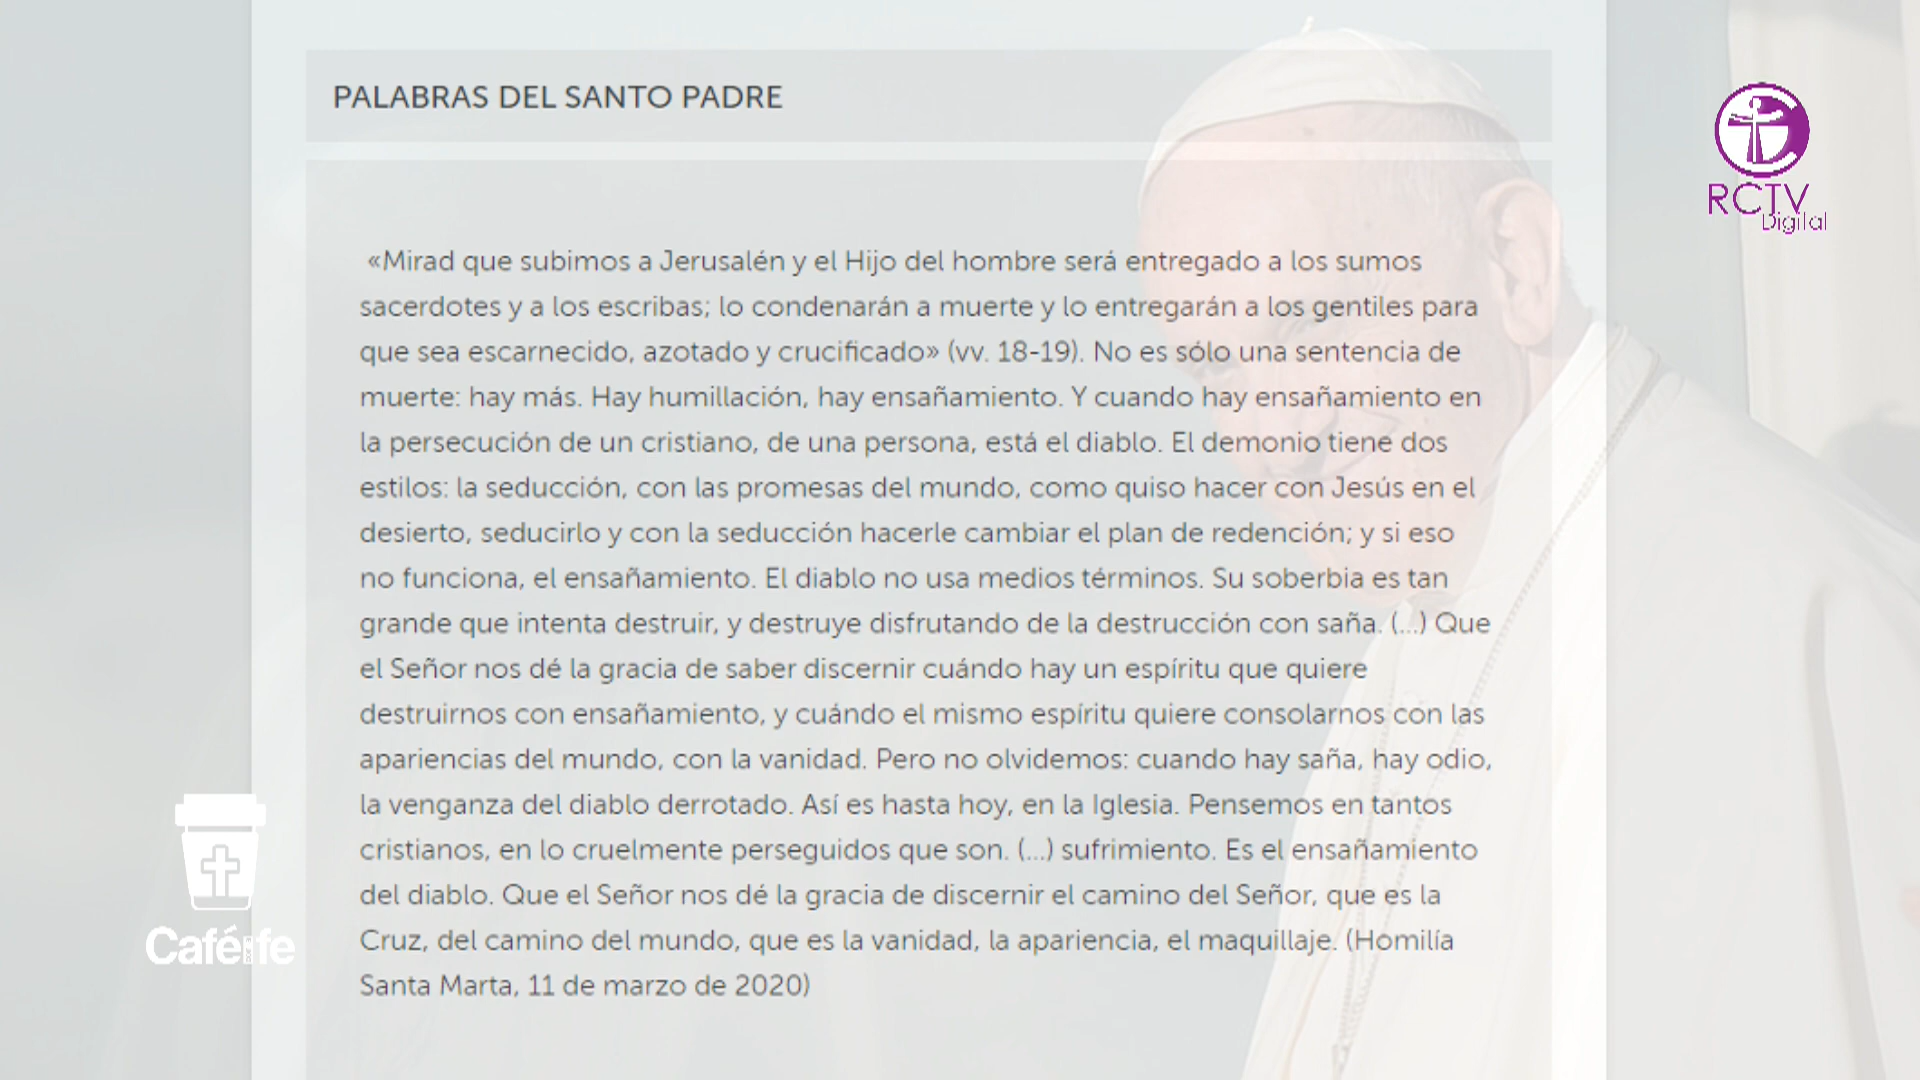 PALABRAS DEL SANTO PADRE
RCTV
Digital
«Mirad que subimos a Jerusalén y el Hijo del hombre será entregado a los sumos
sacerdotes y a los escribas; lo condenarán a muerte y lo entregarán a los gentiles para
que sea escarnecido, azotado y crucificado» (vv. 18-19). No es sólo una sentencia de
muerte: hay más. Hay humillación, hay ensañamiento. Y cuando hay ensañamiento en
la persecución de un cristiano, de una persona, está el diablo. El demonio tiene dos
estilos: la seducción, con las promesas del mundo, como quiso hacer con Jesús en el
desierto, seducirlo y con la seducción hacerle cambiar el plan de redención; y si eso
no funciona, el ensañamiento. El diablo no usa medios términos. Su soberbia es tan
grande que intenta destruir, y destruye disfrutando de la destrucción con saña. (...) Que
el Señor nos dé la gracia de saber discernir cuándo hay un espíritu que quiere
destruirnos con ensañamiento, y cuándo el mismo espíritu quiere consolarnos con las
apariencias del mundo, con la vanidad. Pero no olvidemos: cuando hay saña, hay odio,
la venganza del diablo derrotado. Así es hasta hoy, en la Iglesia. Pensemos en tantos
cristianos, en lo cruelmente perseguidos que son. (...) sufrimiento. Es el ensañamiento
del diablo. Que el Señor nos dé la gracia de discernir el camino del Señor, que es la
Cruz, del camino del mundo, que es la vanidad, la apariencia, el maquillaje. (Homilía
Santa Marta, 11 de marzo de 2020)
Café fe